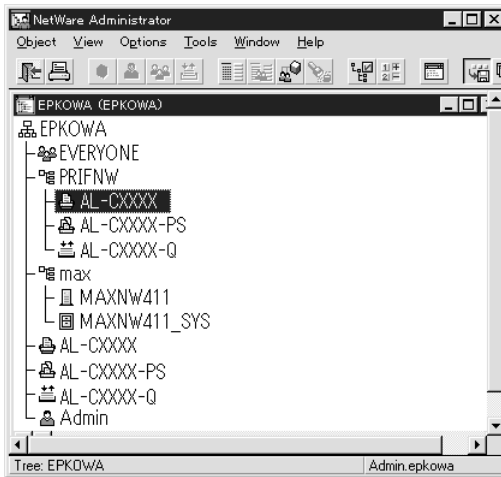 NetWare Administrator
Object View Options Tools Window Help
EPKOWA (EPKOWA)
EPKOWA
EVERYONE
PRIFNW
AL-CXXXX
AL-CXXXX-PS
AL-CXXXX-Q
max
MAXNW411
MAXNW411_SYS
AL-CXXXX
AL-CXXXX-PS
AL-CXXXX-Q
Admin
Tree: EPKOWA Admin.epkowa